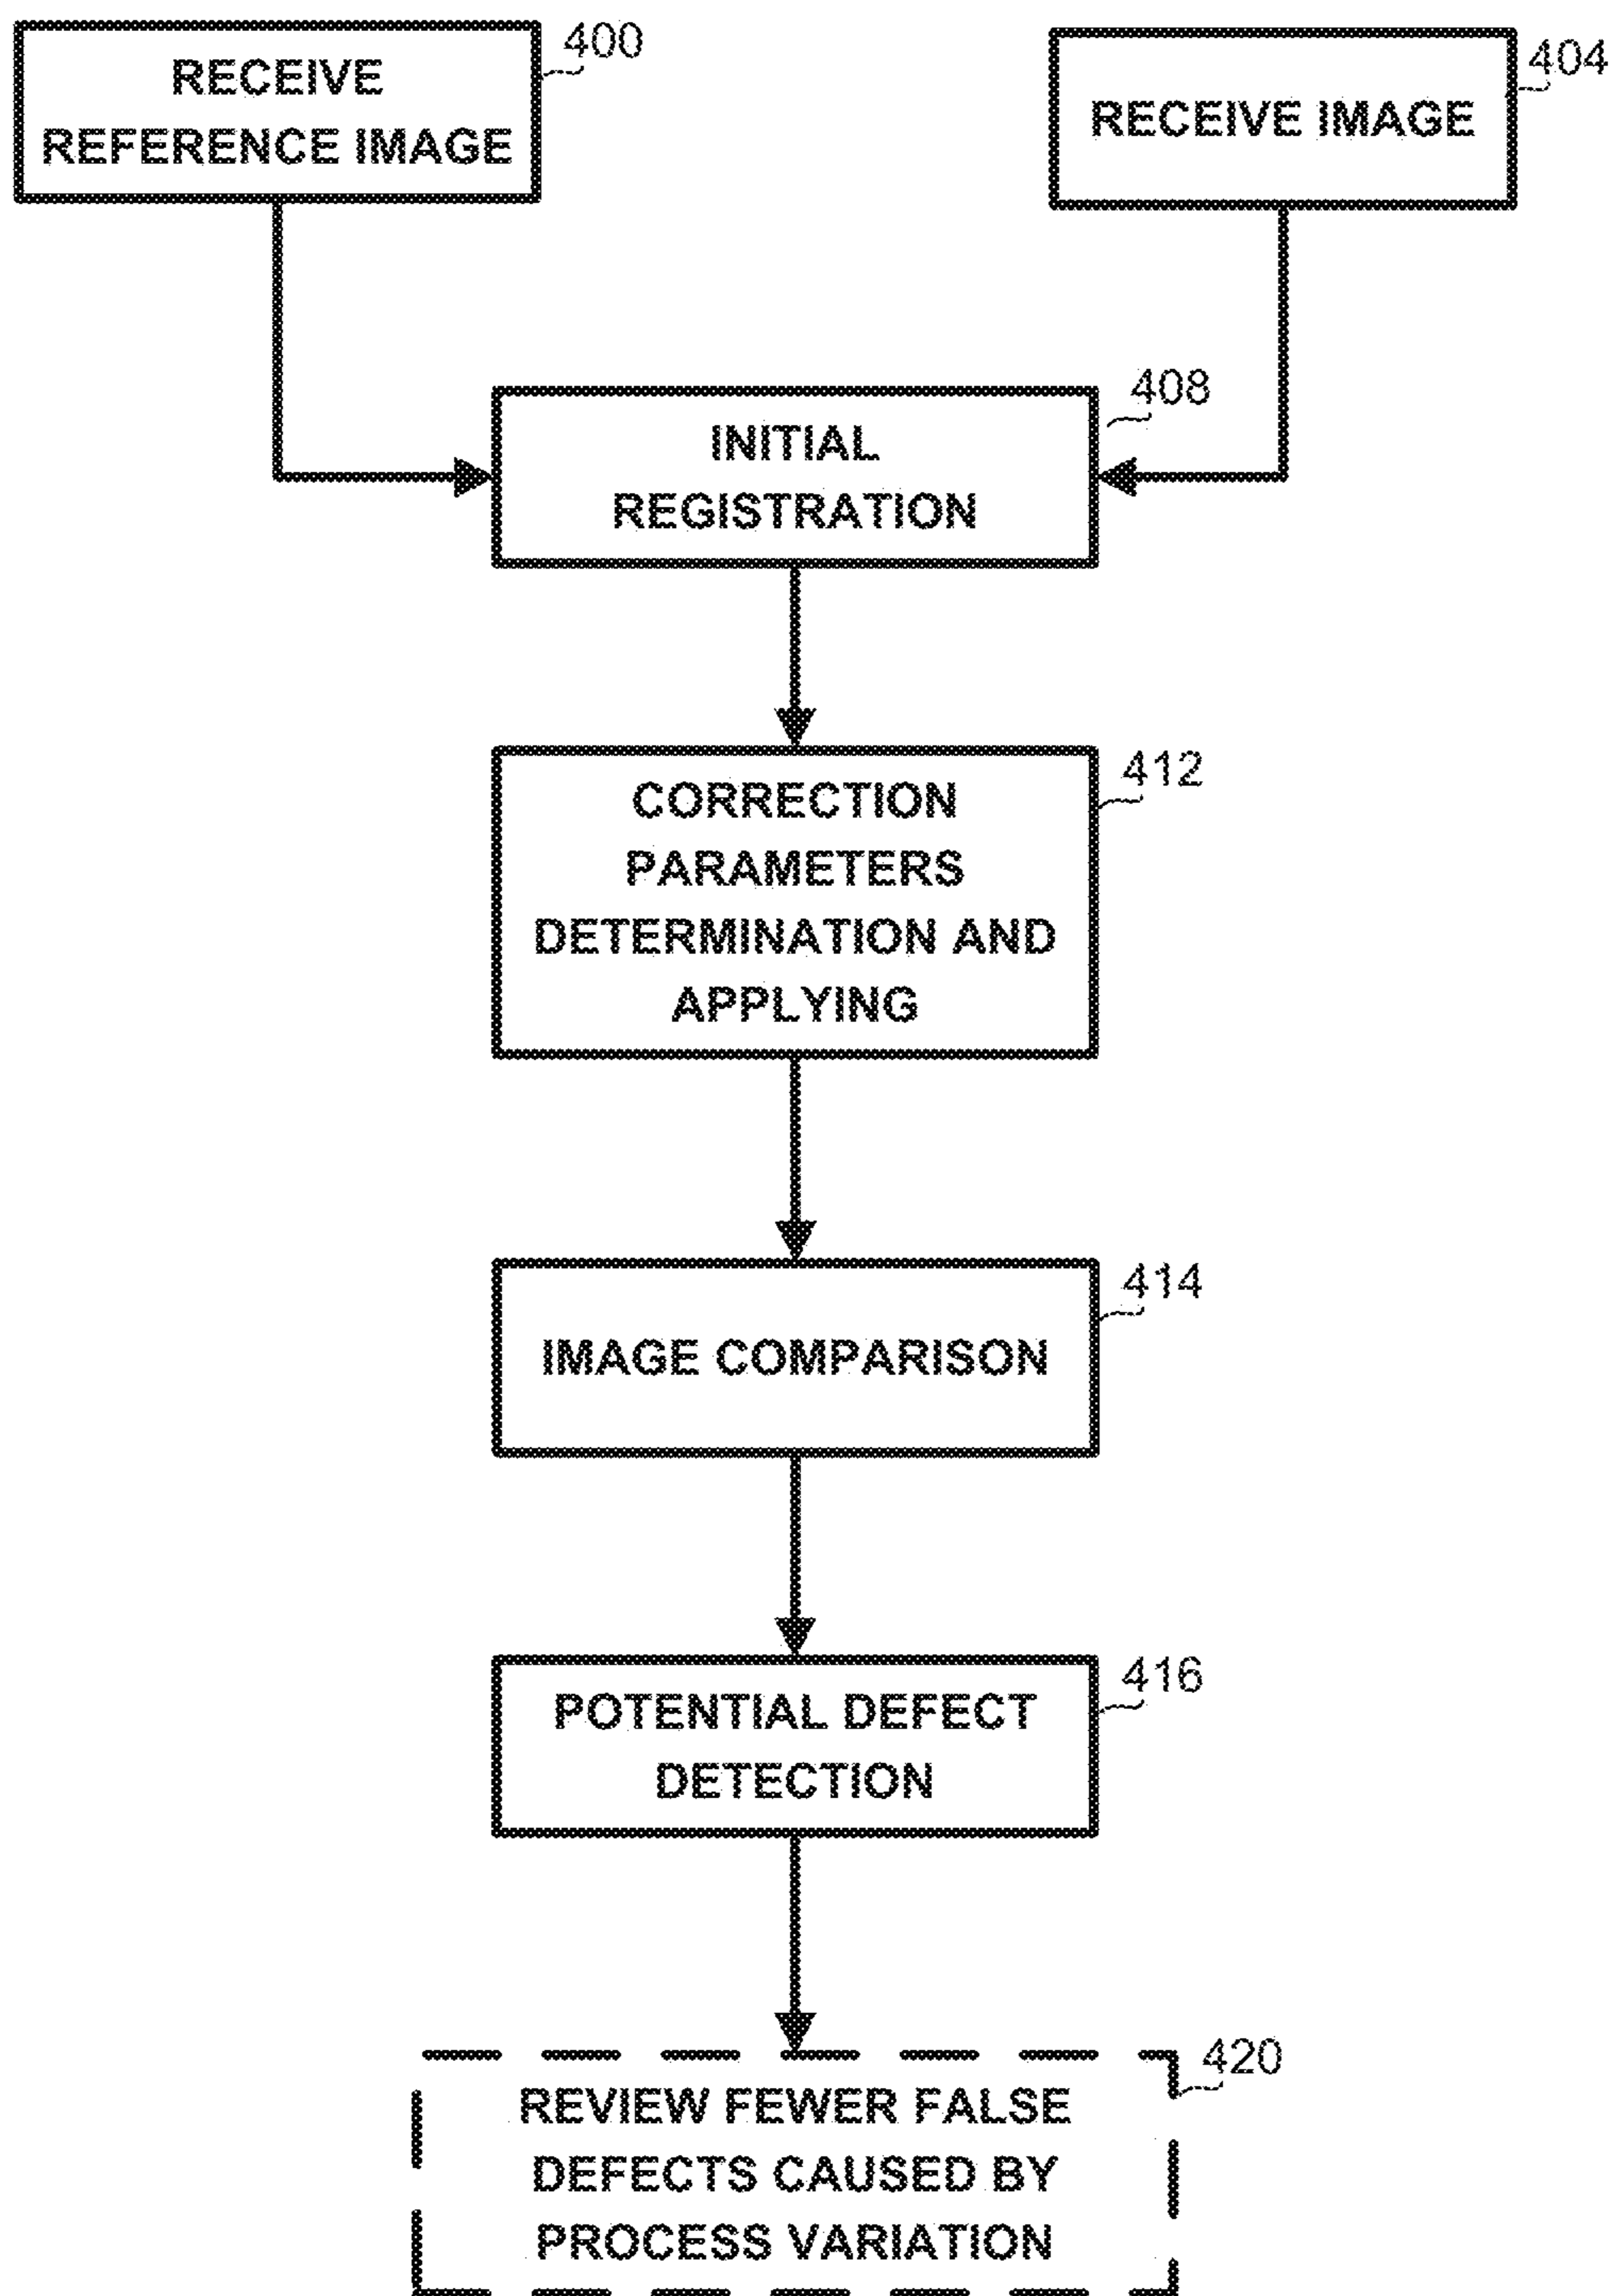 RECEIVE
REFERENCE IMAGE
400
RECEIVE IMAGE
404
INITIAL
REGISTRATION
408
CORRECTION
PARAMETERS
DETERMINATION AND
APPLYING
412
IMAGE COMPARISON
414
POTENTIAL DEFECT
DETECTION
416
REVIEW FEWER FALSE
DEFECTS CAUSED BY
PROCESS VARIATION
420